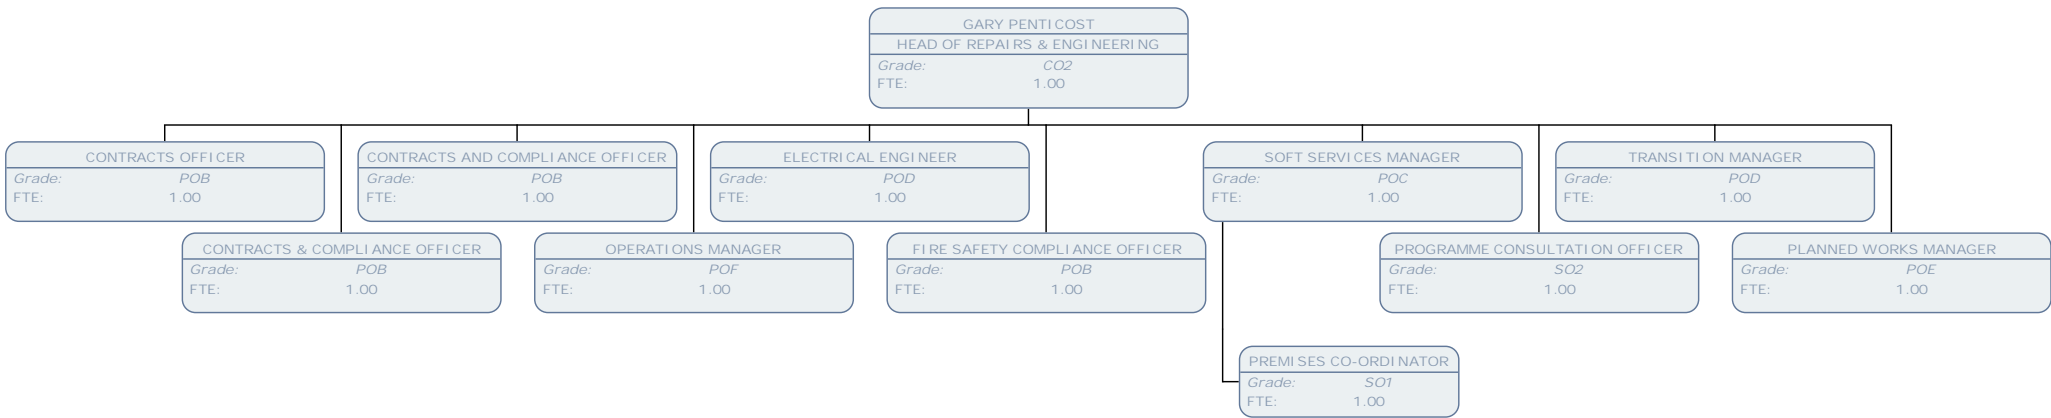 GARY PENTICOST
HEAD OF REPAIRS & ENGINEERING
Grade: CO2
FTE: 1.00
CONTRACTS OFFICER
Grade: POB
FTE: 1.00
CONTRACTS AND COMPLIANCE OFFICER
Grade: POB
FTE: 1.00
ELECTRICAL ENGINEER
Grade: POD
FTE: 1.00
SOFT SERVICES MANAGER
Grade: POC
FTE: 1.00
TRANSITION MANAGER
Grade: POD
FTE: 1.00
CONTRACTS & COMPLIANCE OFFICER
Grade: POB
FTE: 1.00
OPERATIONS MANAGER
Grade: POF
FTE: 1.00
FIRE SAFETY COMPLIANCE OFFICER
Grade: POB
FTE: 1.00
PROGRAMME CONSULTATION OFFICER
Grade: SO2
FTE: 1.00
PLANNED WORKS MANAGER
Grade: POE
FTE: 1.00
PREMISES CO-ORDINATOR
Grade: SO1
FTE: 1.00